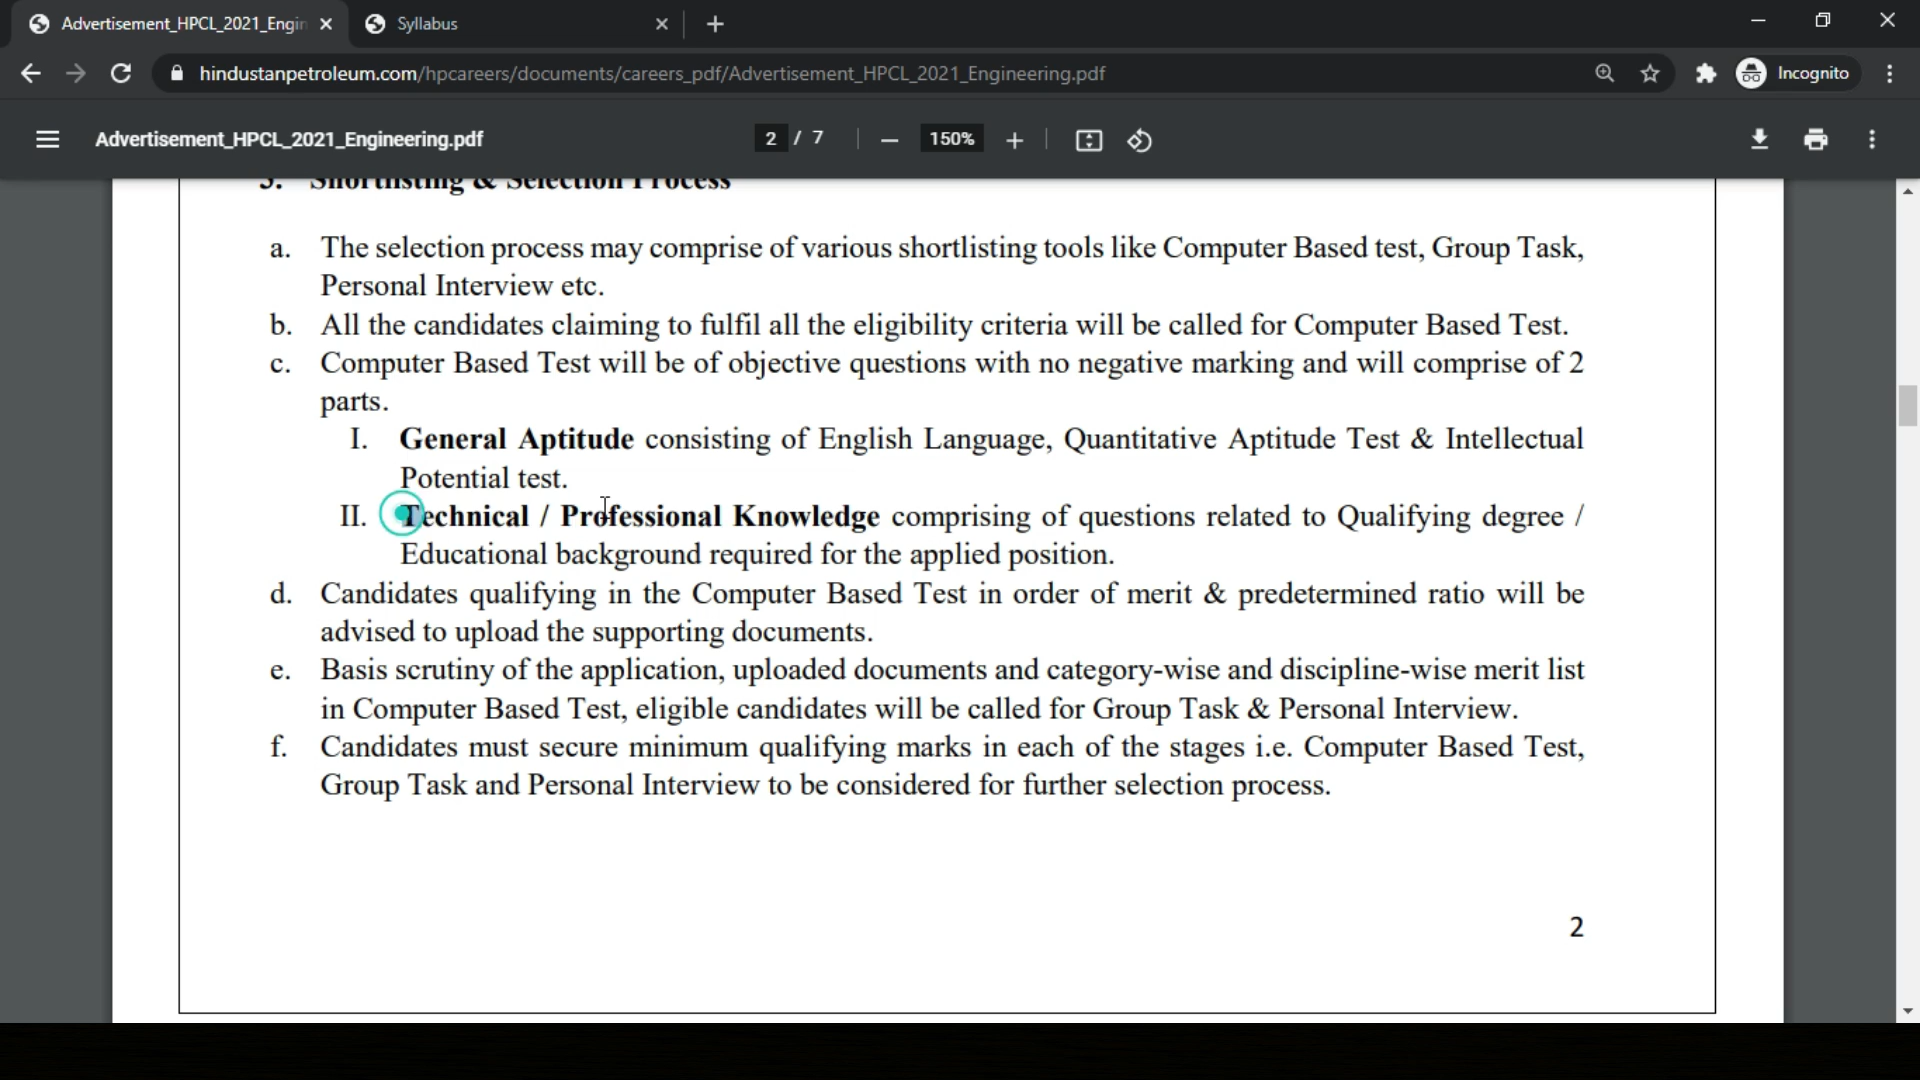 Advertisement_HPCL_2021_Engin
Syllabus
hindustanpetroleum.com/hpcareers/documents/careers_pdf/Advertisement_HPCL_2021_Engineering.pdf
Incognito
Advertisement_HPCL_2021_Engineering.pdf
2 / 7
150%
Shortlisting & Selection Process
a. The selection process may comprise of various shortlisting tools like Computer Based test, Group Task,
Personal Interview etc.
b. All the candidates claiming to fulfil all the eligibility criteria will be called for Computer Based Test.
c. Computer Based Test will be of objective questions with no negative marking and will comprise of 2
parts.
I. General Aptitude consisting of English Language, Quantitative Aptitude Test & Intellectual
Potential test.
II. Technical / Professional Knowledge comprising of questions related to Qualifying degree /
Educational background required for the applied position.
d. Candidates qualifying in the Computer Based Test in order of merit & predetermined ratio will be
advised to upload the supporting documents.
e. Basis scrutiny of the application, uploaded documents and category-wise and discipline-wise merit list
in Computer Based Test, eligible candidates will be called for Group Task & Personal Interview.
f. Candidates must secure minimum qualifying marks in each of the stages i.e. Computer Based Test,
Group Task and Personal Interview to be considered for further selection process.
2